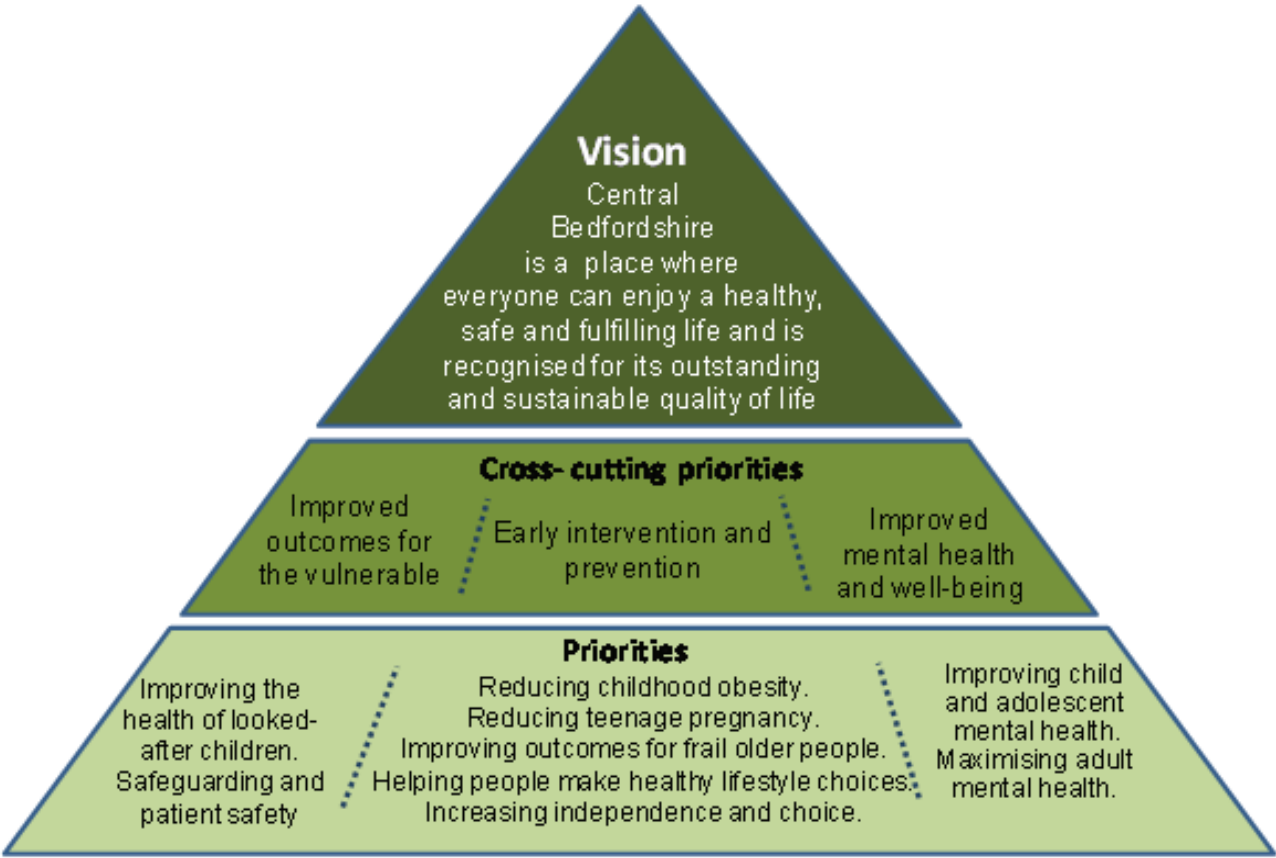 Vision
Central
Bedfordshire
is a place where
everyone can enjoy a healthy,
safe and fulfilling life and is
recognised for its outstanding
and sustainable quality of life
Cross- cutting priorities
Improved
outcomes for
the vulnerable
Early intervention and
prevention
Improved
mental health
and well-being
Priorities
Improving the
health of looked-
after children.
Safeguarding and
patient safety
Reducing childhood obesity.
Reducing teenage pregnancy.
Improving outcomes for frail older people.
Helping people make healthy lifestyle choices.
Increasing independence and choice.
Improving child
and adolescent
mental health.
Maximising adult
mental health.